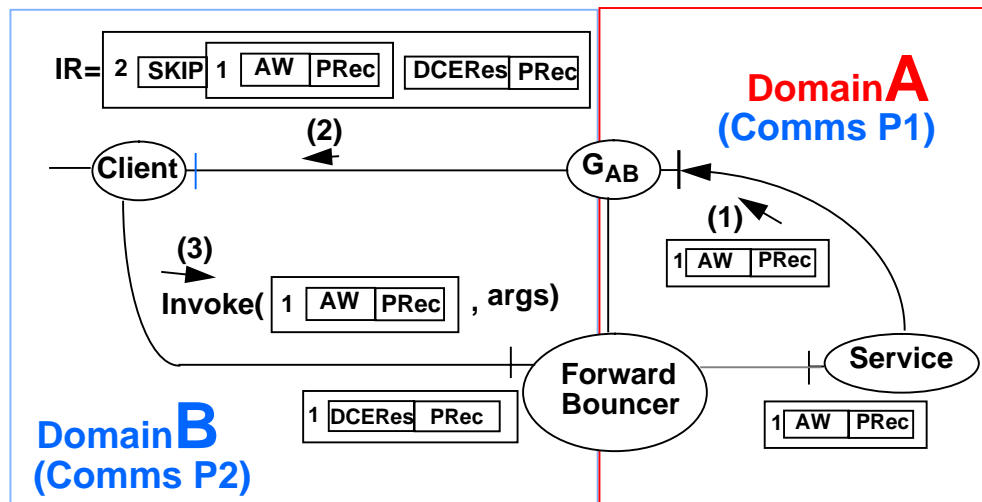 IR= 2 SKIP 1 AW PRec DCERes PRec
DomainA
(Comms P1)
(2)
Client
GAB
(1)
1 AW PRec
(3)
Invoke( 1 AW PRec , args)
Forward
Bouncer
Service
1 DCERes PRec
1 AW PRec
DomainB
(Comms P2)